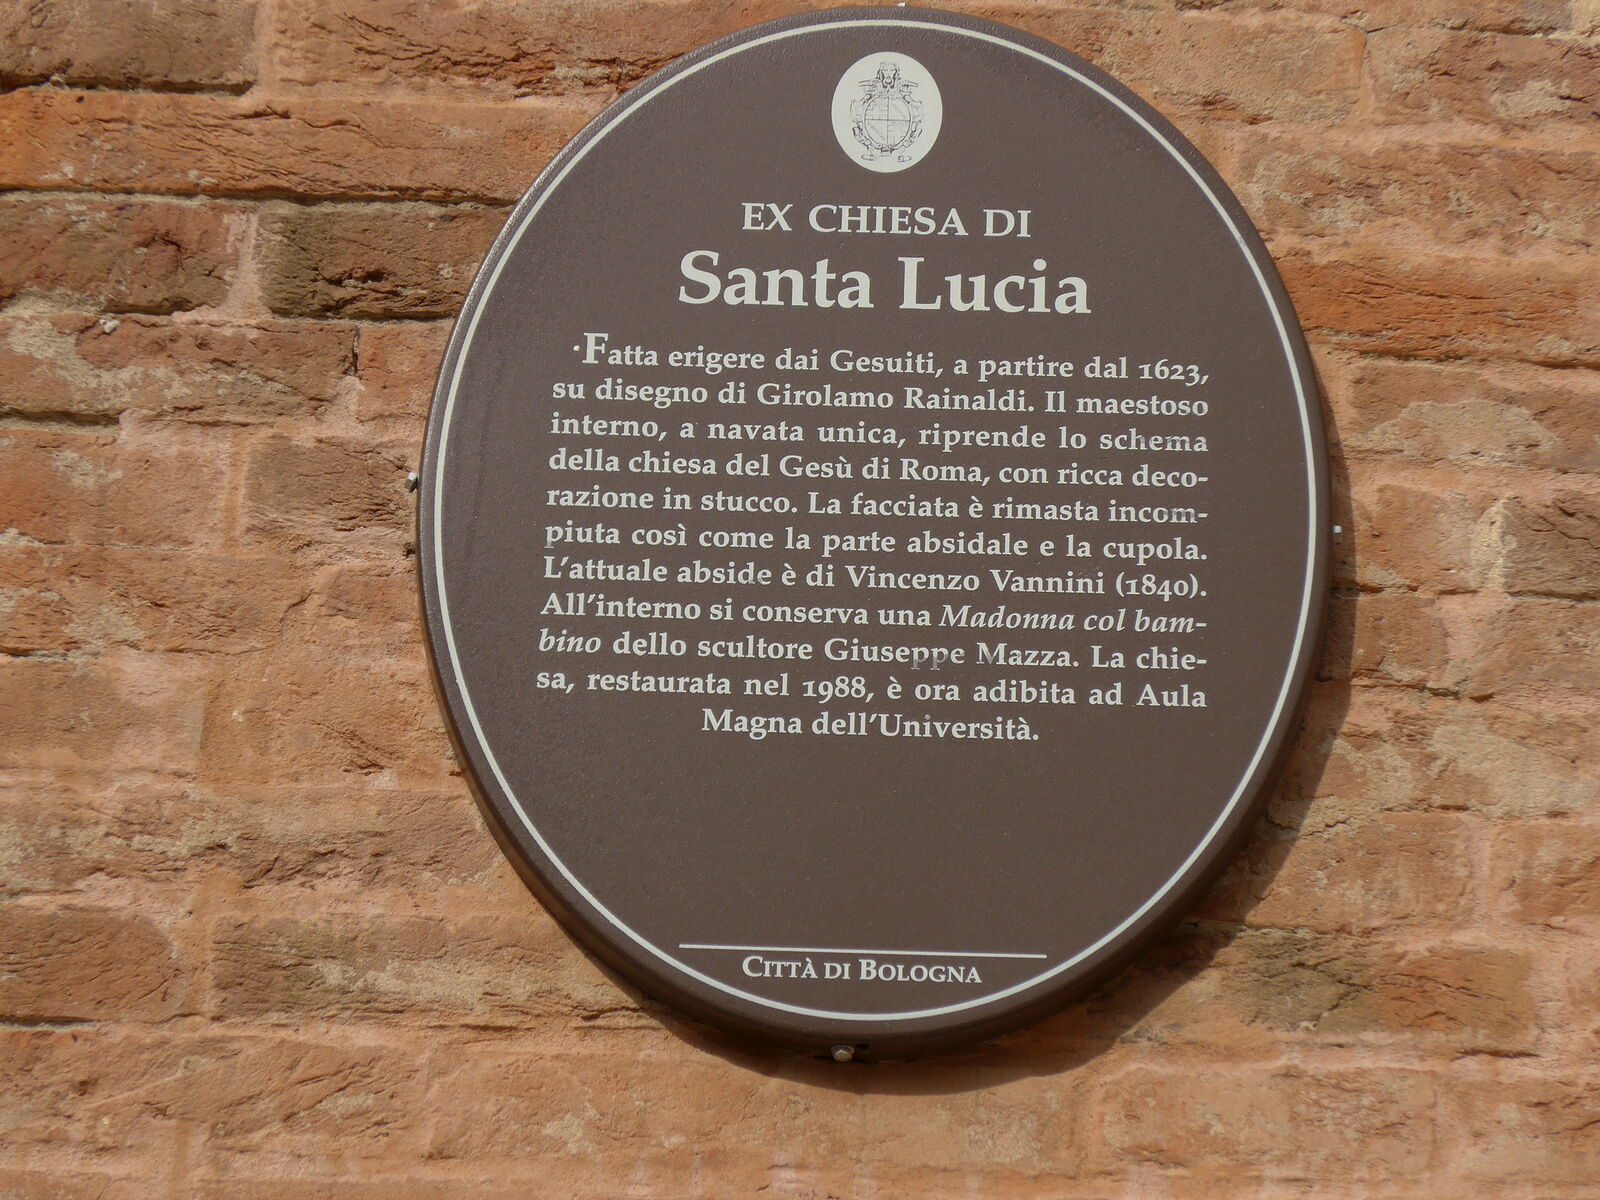 EX CHIESA DI
Santa Lucia
·Fatta erigere dai Gesuiti, a partire dal 1623,
su disegno di Girolamo Rainaldi. Il maestoso
interno, a navata unica, riprende lo schema
della chiesa del Gesù di Roma, con ricca deco-
razione in stucco. La facciata è rimasta incom-
piuta così come la parte absidale e la cupola.
L'attuale abside è di Vincenzo Vannini (1840).
All'interno si conserva una Madonna col bam-
bino dello scultore Giuseppe Mazza. La chie-
sa, restaurata nel 1988, è ora adibita ad Aula
Magna dell'Università.
CITTÀ DI BOLOGNA